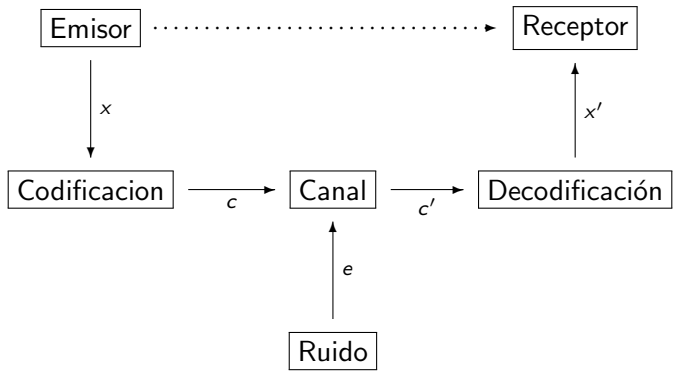 Emisor
Receptor
x
x′
Codificacion
c
Canal
c′
Decodificación
e
Ruido